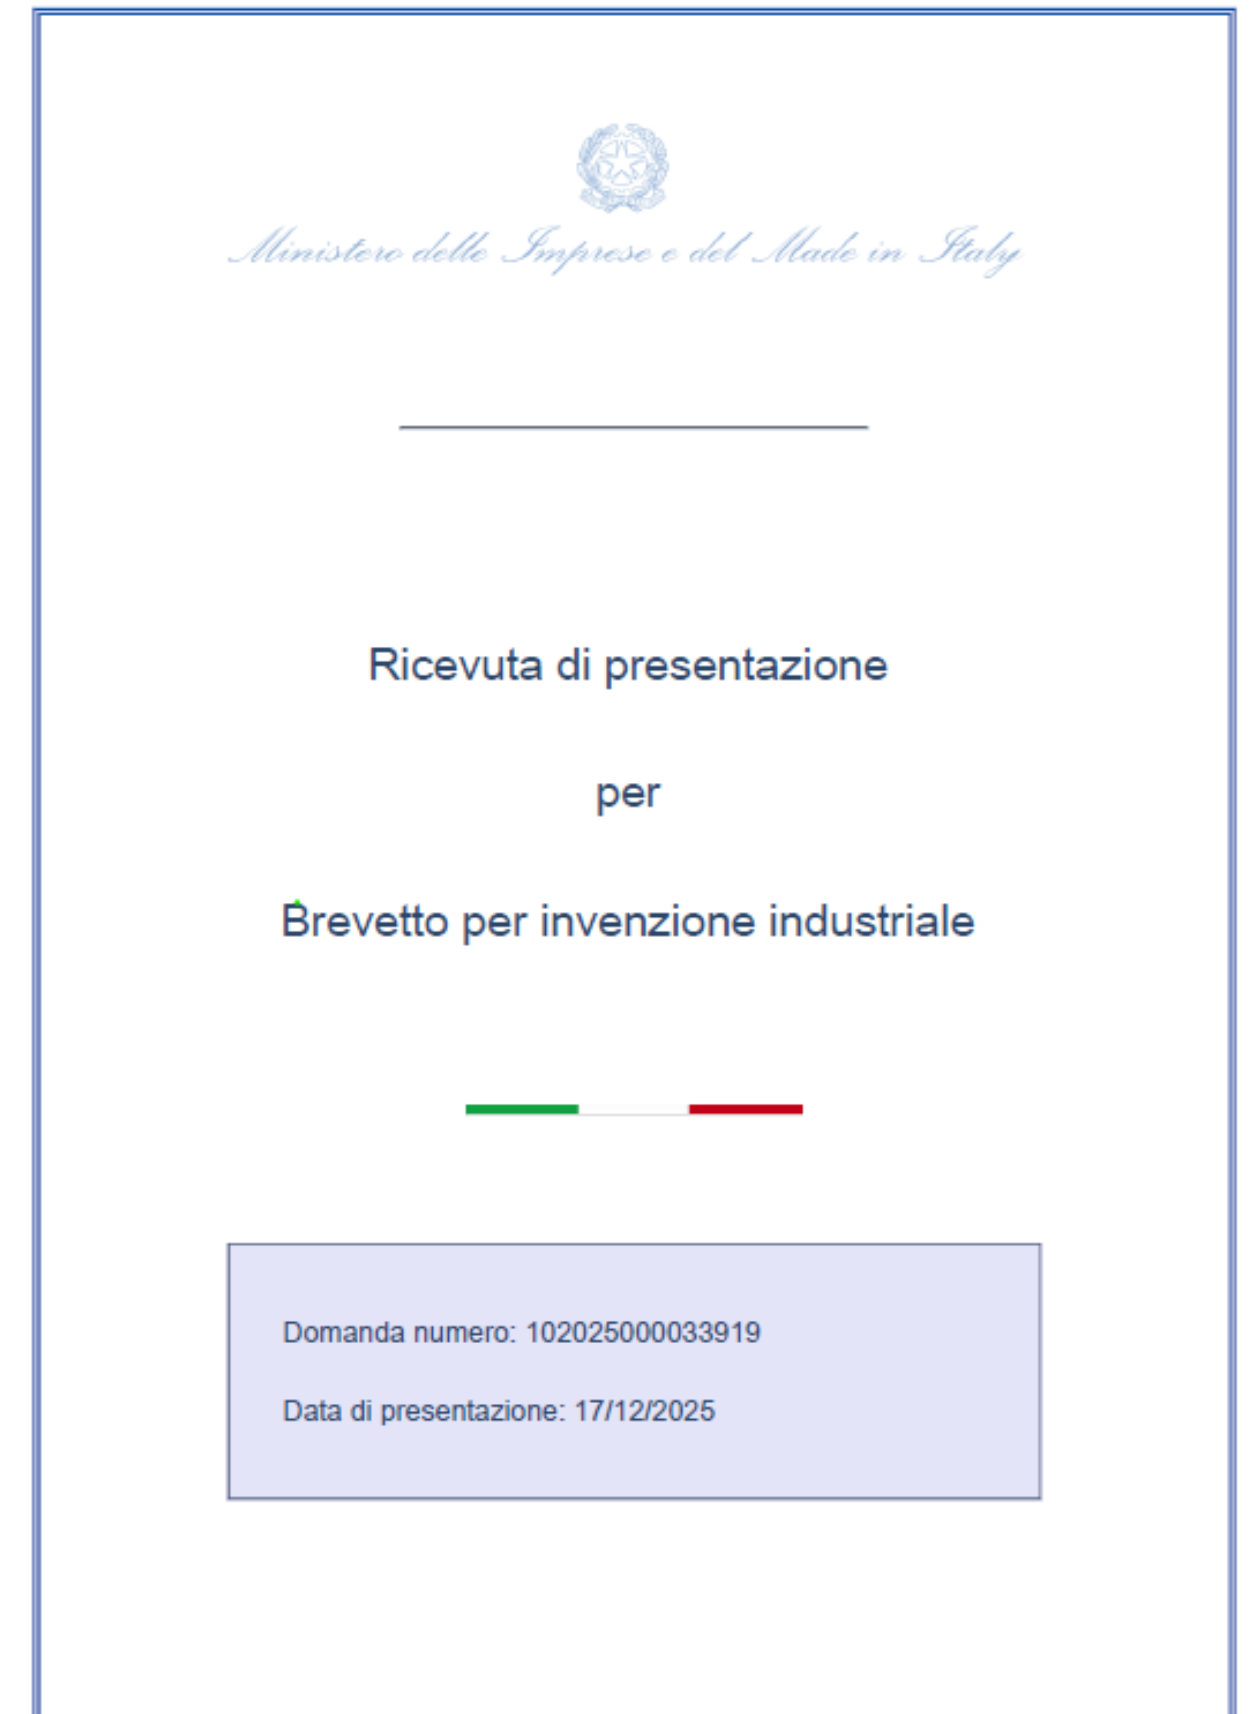 Ministero delle Imprese e del Made in Italy
Ricevuta di presentazione
per
Brevetto per invenzione industriale
Domanda numero: 102025000033919
Data di presentazione: 17/12/2025